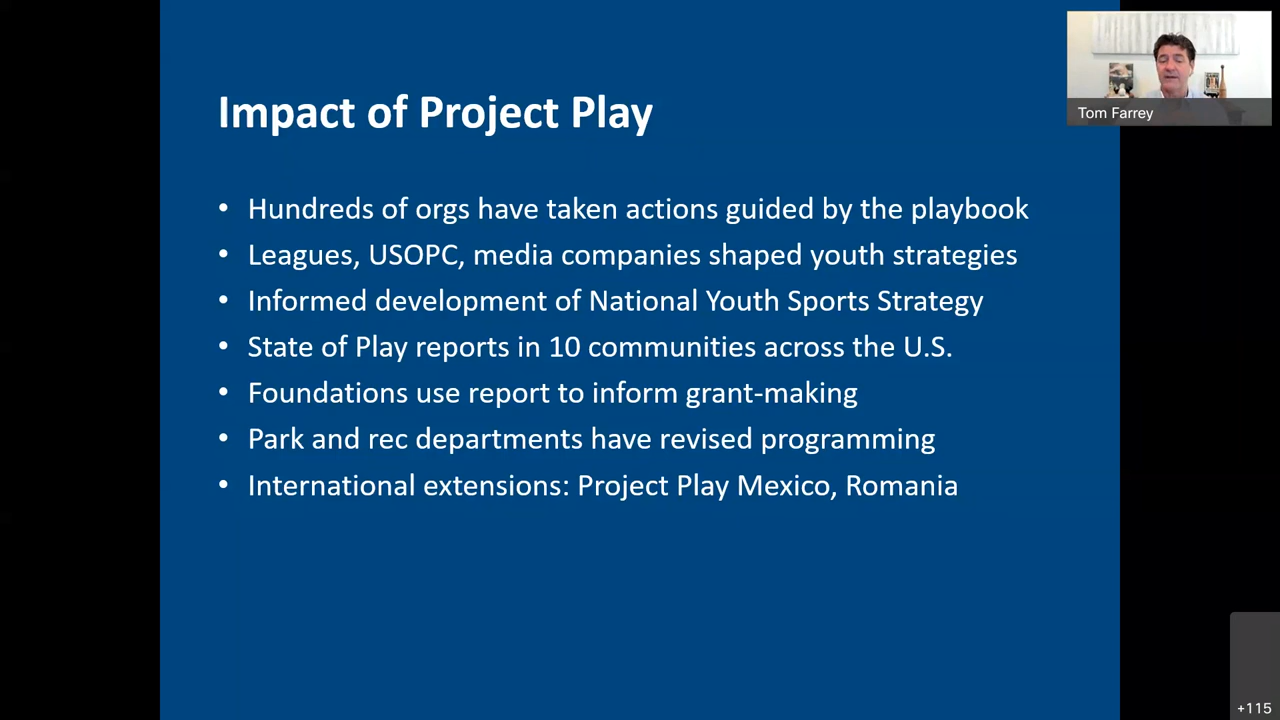 Impact of Project Play
• Hundreds of orgs have taken actions guided by the playbook
• Leagues, USOPC, media companies shaped youth strategies
• Informed development of National Youth Sports Strategy
• State of Play reports in 10 communities across the U.S.
• Foundations use report to inform grant-making
• Park and rec departments have revised programming
• International extensions: Project Play Mexico, Romania
Tom Farrey
+115